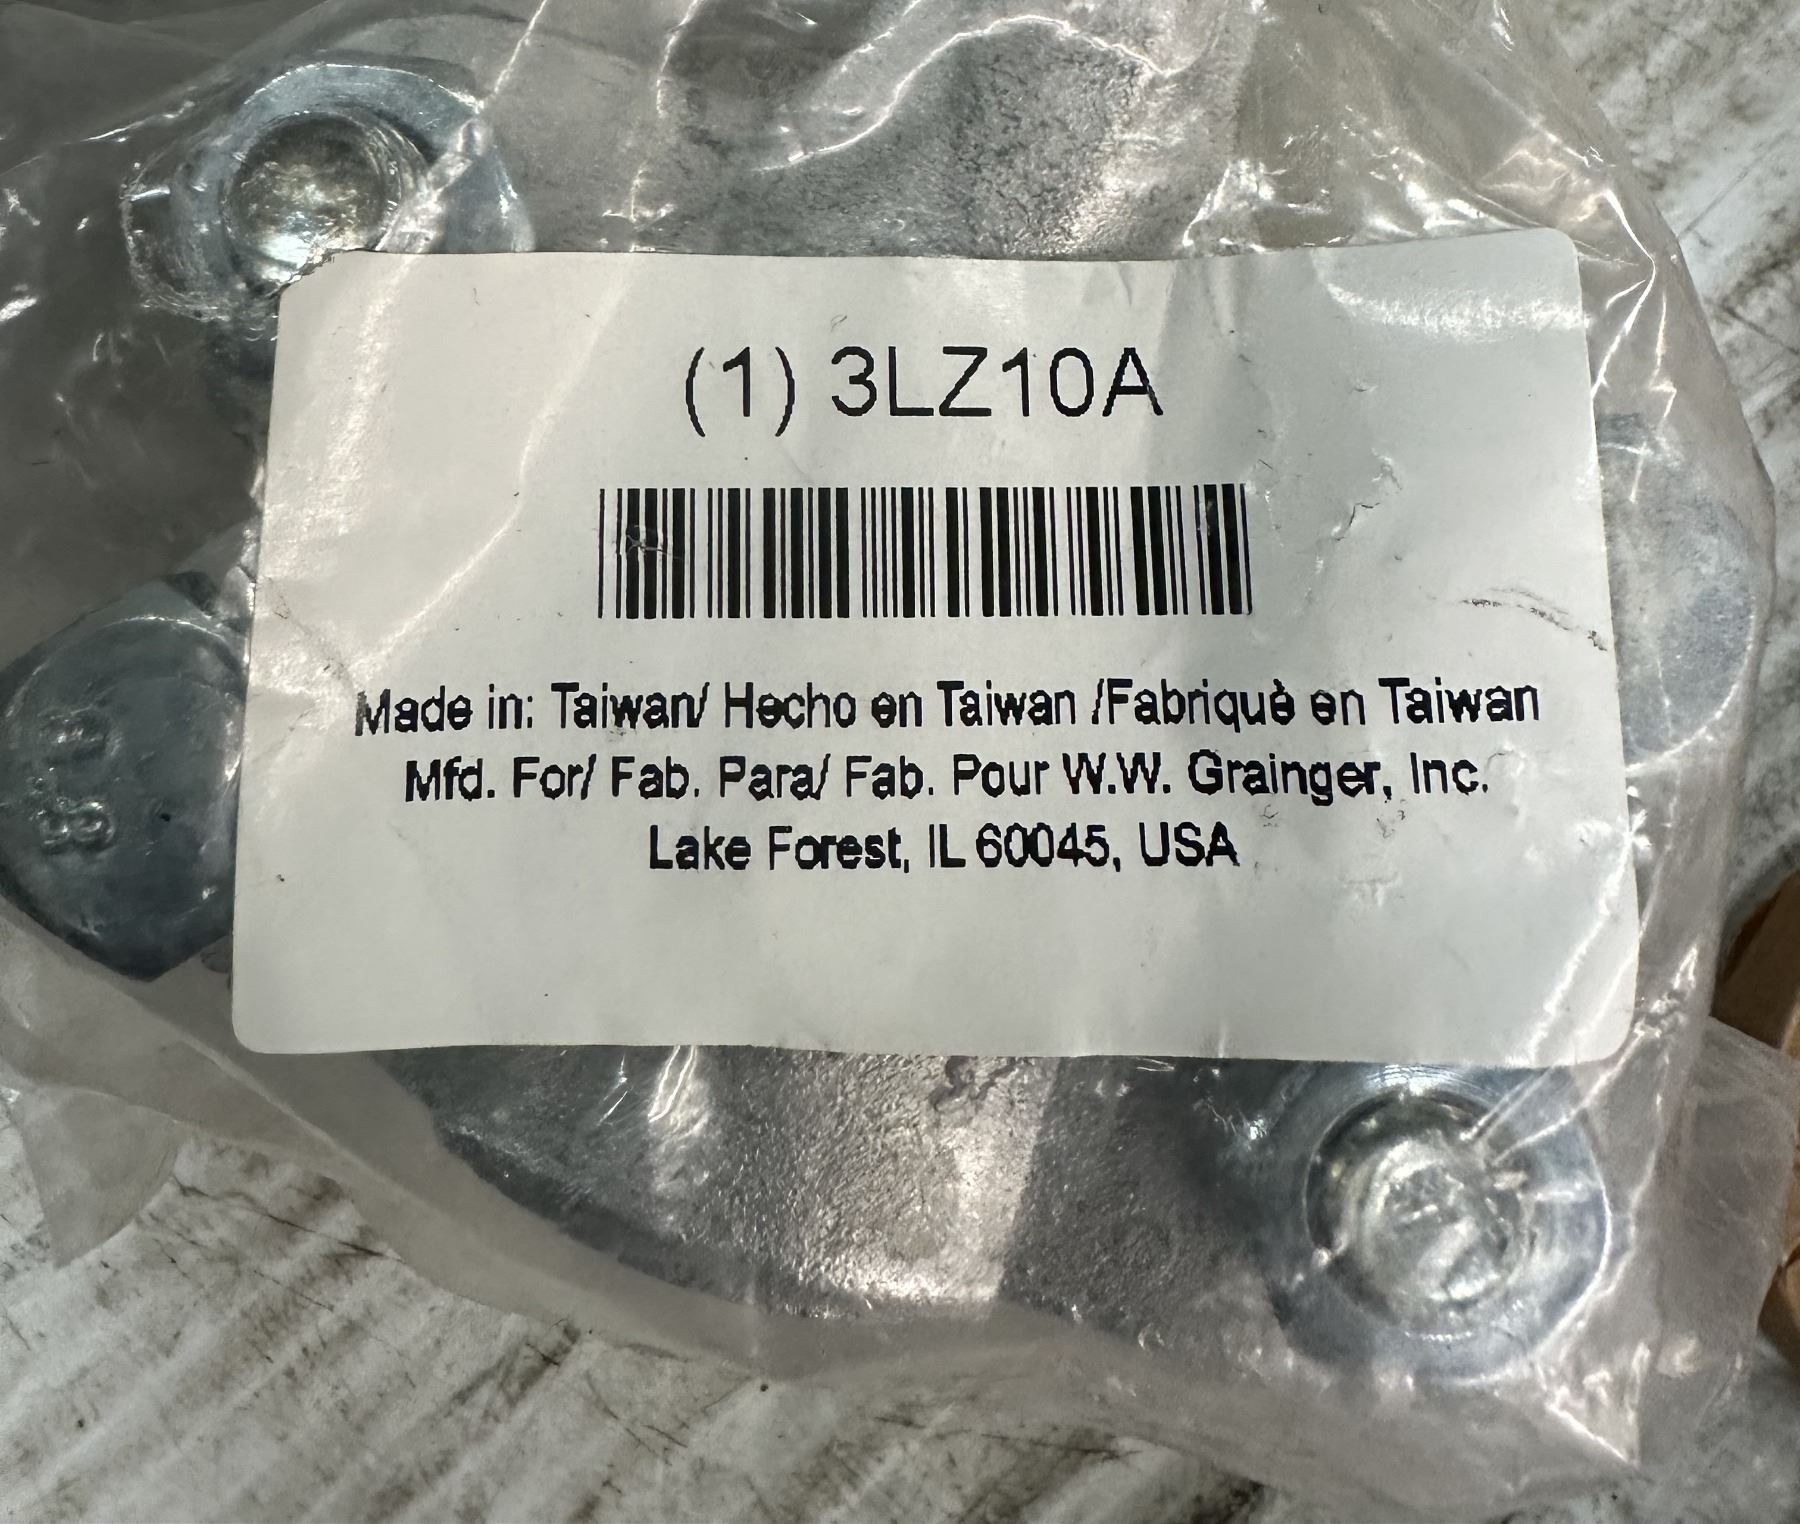 (1) 3LZ10A
Made in: Taiwan/ Hecho en Taiwan /Fabriquè en Taiwan
Mfd. For/ Fab. Para/ Fab. Pour W.W. Grainger, Inc.
Lake Forest, IL 60045, USA